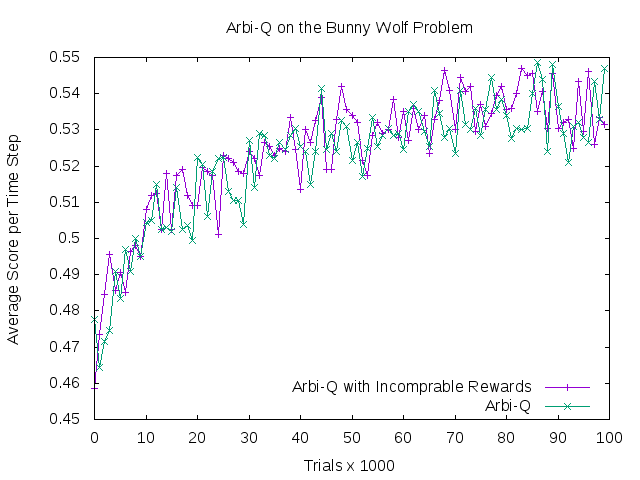 Arbi-Q on the Bunny Wolf Problem
Average Score per Time Step
0.55
0.54
0.53
0.52
0.51
0.5
0.49
0.48
0.47
0.46
0.45
Arbi-Q with Incomprable Rewards
Arbi-Q
0 10 20 30 40 50 60 70 80 90 100
Trials x 1000